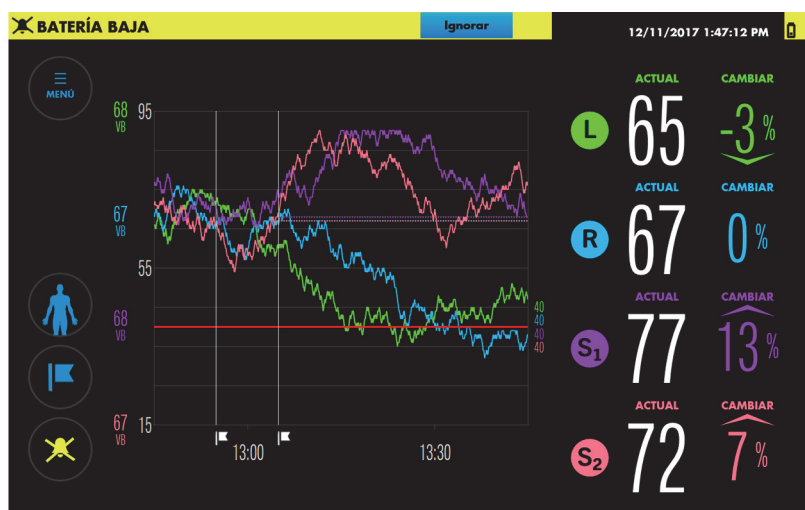 BATERÍA BAJA
Ignorar
12/11/2017 1:47:12 PM
MENÚ
68
VB
67
VB
68
VB
67
VB
95
55
15
13:00
13:30
40
40
40
40
L
ACTUAL
65
CAMBIAR
-3 %
R
ACTUAL
67
CAMBIAR
0 %
S1
ACTUAL
77
CAMBIAR
13 %
S2
ACTUAL
72
CAMBIAR
7 %